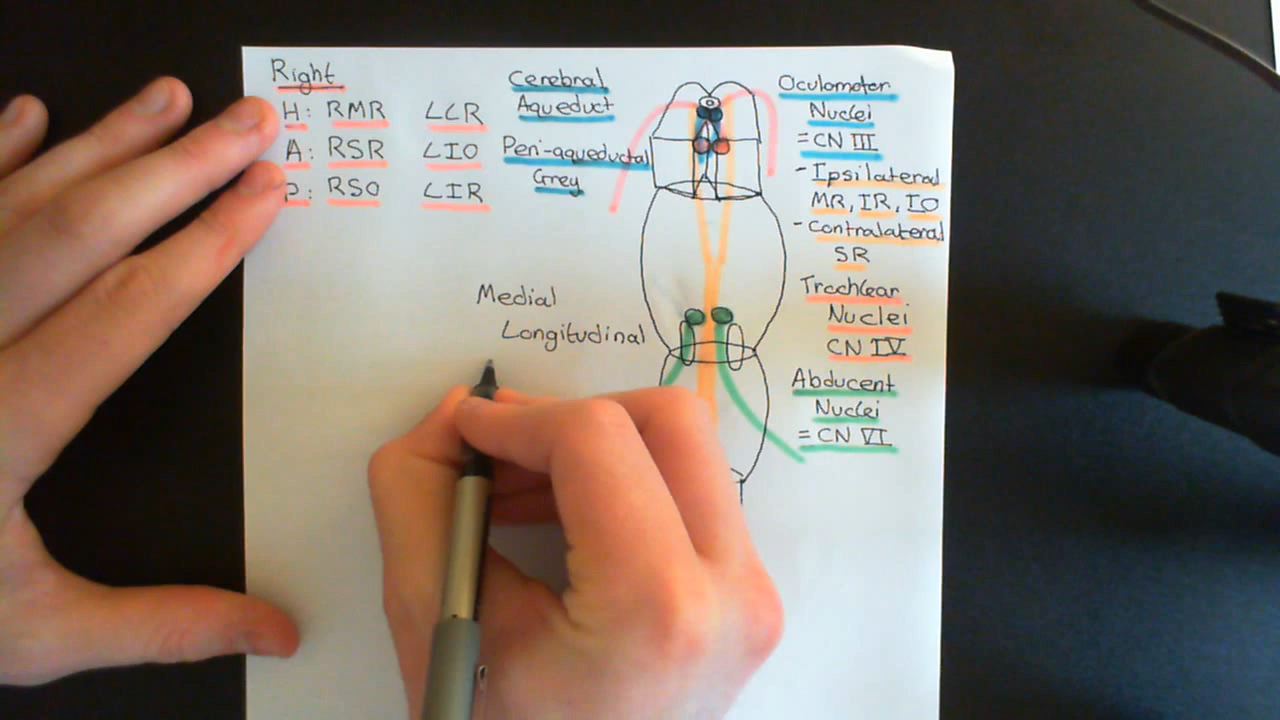 Right
H: RMR LLR
A: RSR LIO
P: RSO LIR
Cerebral
Aqueduct
Peri-aqueductal
Grey
Medial
Longitudinal
Oculomotor
Nuclei
= CN III
- Ipsilateral
MR, IR, IO
- Contralateral
SR
Trochlear
Nuclei
CN IV
Abducent
Nuclei
= CN VI